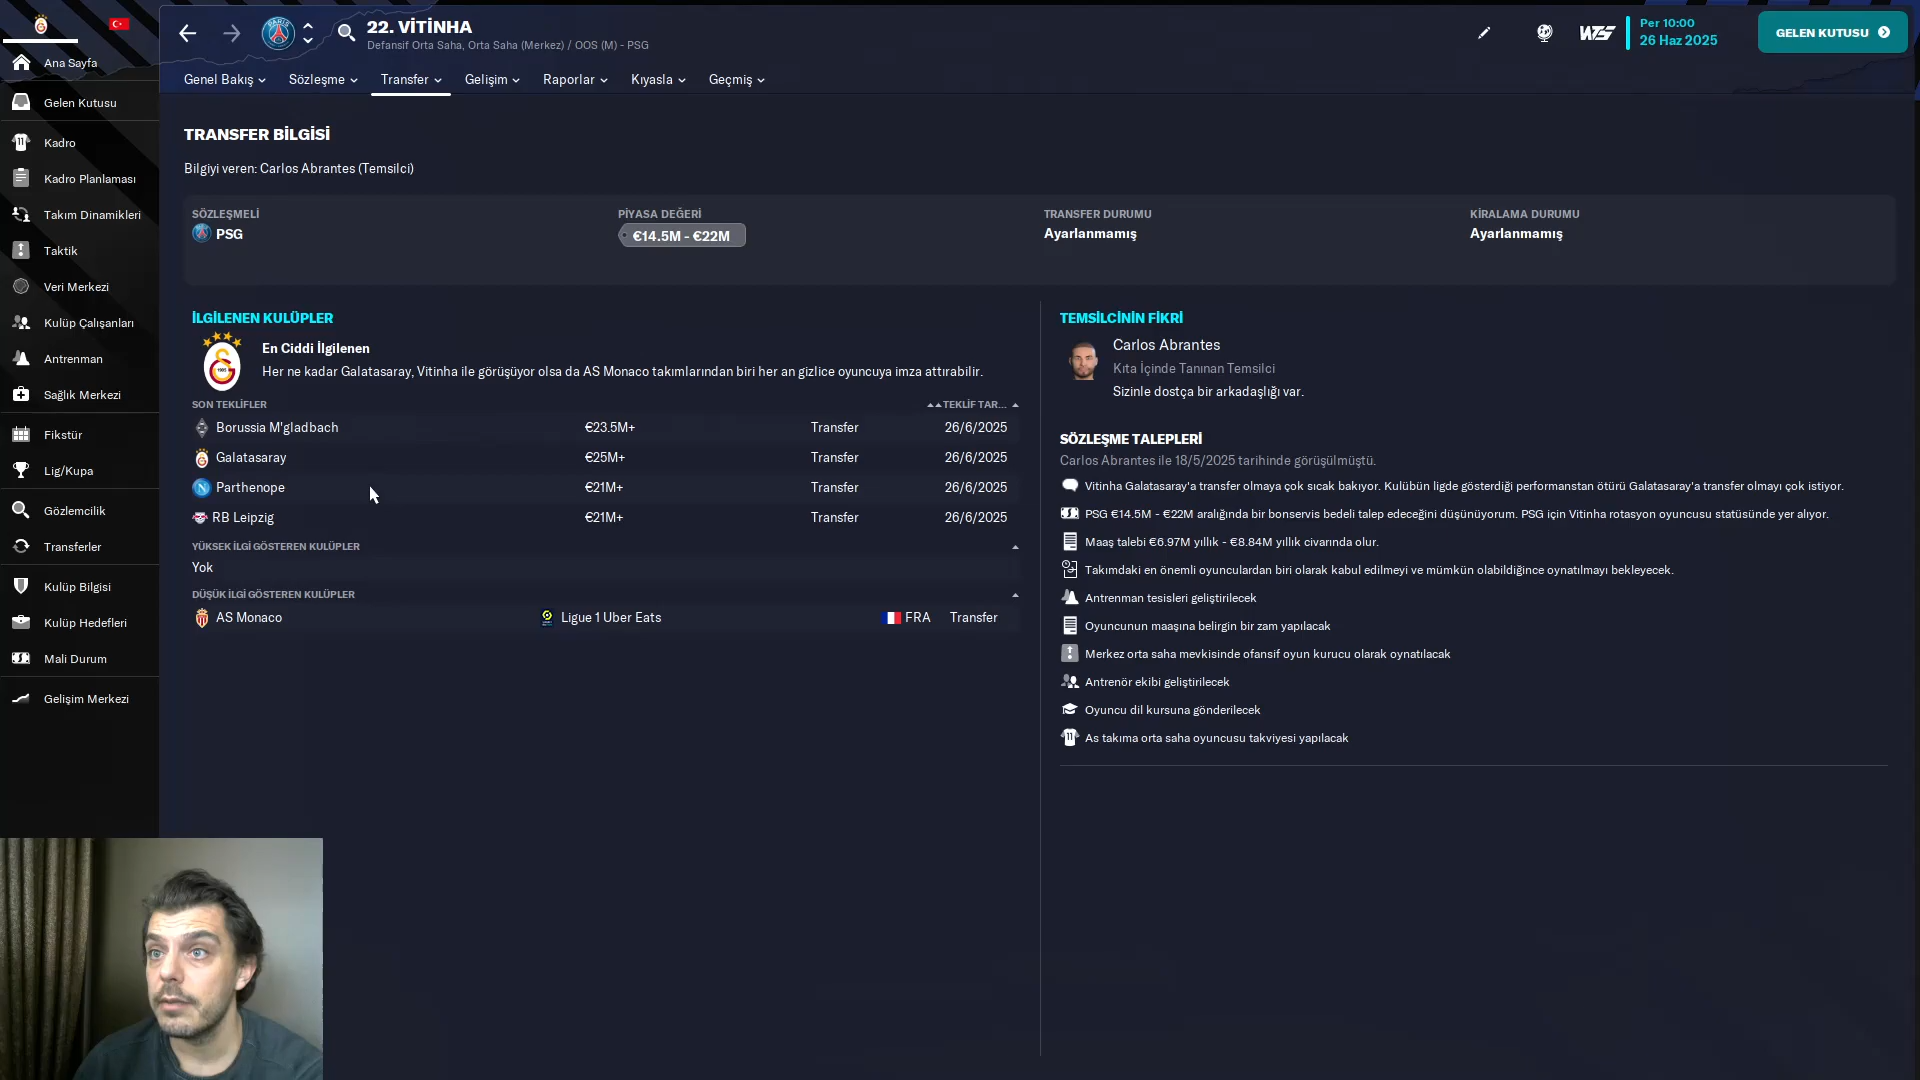 22. VİTİNHA
Defansif Orta Saha, Orta Saha (Merkez) / OOS (M) - PSG
Per 10:00
26 Haz 2025
GELEN KUTUSU
Genel Bakış
Sözleşme
Transfer
Gelişim
Raporlar
Kıyasla
Geçmiş
Ana Sayfa
Gelen Kutusu
Kadro
Kadro Planlaması
Takım Dinamikleri
Taktik
Veri Merkezi
Kulüp Çalışanları
Antrenman
Sağlık Merkezi
Fikstür
Lig/Kupa
Gözlemcilik
Transferler
Kulüp Bilgisi
Kulüp Hedefleri
Mali Durum
Gelişim Merkezi
TRANSFER BİLGİSİ
Bilgiyi veren: Carlos Abrantes (Temsilci)
SÖZLEŞMELİ
PSG
PİYASA DEĞERİ
€14.5M - €22M
TRANSFER DURUMU
Ayarlanmamış
KİRALAMA DURUMU
Ayarlanmamış
İLGİLENEN KULÜPLER
En Ciddi İlgilenen
Her ne kadar Galatasaray, Vitinha ile görüşüyor olsa da AS Monaco takımlarından biri her an gizlice oyuncuya imza attırabilir.
SON TEKLİFLER TEKLİF TAR...
Borussia M'gladbach €23.5M+ Transfer 26/6/2025
Galatasaray €25M+ Transfer 26/6/2025
Parthenope €21M+ Transfer 26/6/2025
RB Leipzig €21M+ Transfer 26/6/2025
YÜKSEK İLGİ GÖSTEREN KULÜPLER
Yok
DÜŞÜK İLGİ GÖSTEREN KULÜPLER
AS Monaco Ligue 1 Uber Eats FRA Transfer
TEMSİLCİNİN FİKRİ
Carlos Abrantes
Kıta İçinde Tanınan Temsilci
Sizinle dostça bir arkadaşlığı var.
SÖZLEŞME TALEPLERİ
Carlos Abrantes ile 18/5/2025 tarihinde görüşülmüştü.
Vitinha Galatasaray'a transfer olmaya çok sıcak bakıyor. Kulübün ligde gösterdiği performanstan ötürü Galatasaray'a transfer olmayı çok istiyor.
PSG €14.5M - €22M aralığında bir bonservis bedeli talep edeceğini düşünüyorum. PSG için Vitinha rotasyon oyuncusu statüsünde yer alıyor.
Maaş talebi €6.97M yıllık - €8.84M yıllık civarında olur.
Takımdaki en önemli oyunculardan biri olarak kabul edilmeyi ve mümkün olabildiğince oynatılmayı bekleyecek.
Antrenman tesisleri geliştirilecek
Oyuncunun maaşına belirgin bir zam yapılacak
Merkez orta saha mevkisinde ofansif oyun kurucu olarak oynatılacak
Antrenör ekibi geliştirilecek
Oyuncu dil kursuna gönderilecek
As takıma orta saha oyuncusu takviyesi yapılacak